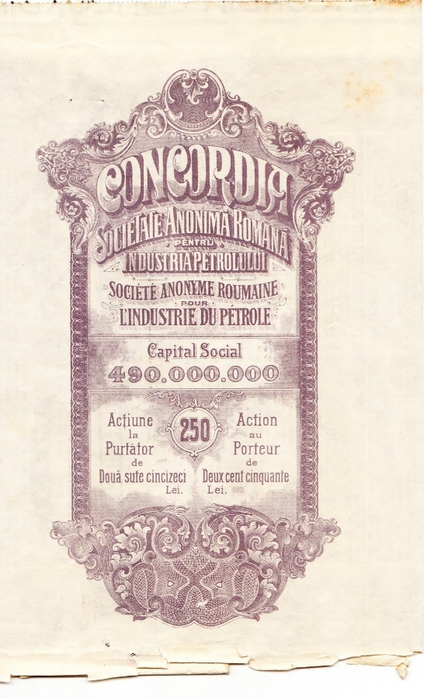 CONCORDIA
SOCIETATE ANONIMĂ ROMÂNĂ
PENTRU
INDUSTRIA PETROLULUI
SOCIÉTÉ ANONYME ROUMAINE
POUR
L'INDUSTRIE DU PÉTROLE
Capital Social
490.000.000
Acțiune
la
Purtător
de
Două sute cincizeci
Lei.
250
Action
au
Porteur
de
Deux cent cinquante
Lei.